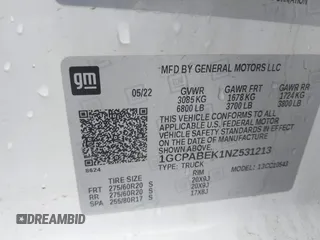 gm
MFD BY GENERAL MOTORS LLC
05/22 GVWR GAWR FRT GAWR RR
3085 KG 1678 KG 1724 KG
6800 LB 3700 LB 3800 LB
THIS VEHICLE CONFORMS TO ALL APPLICABLE
U.S. FEDERAL MOTOR VEHICLE SAFETY
STANDARDS IN EFFECT ON THE DATE OF
MANUFACTURE SHOWN ABOVE.
1GCPABEK1NZ531213
TYPE: TRUCK MODEL:
TIRE SIZE RIM
FRT 275/60R20 S 20X9J
RR 275/60R20 S 20X9J
SPA 255/80R17 S 17X8J